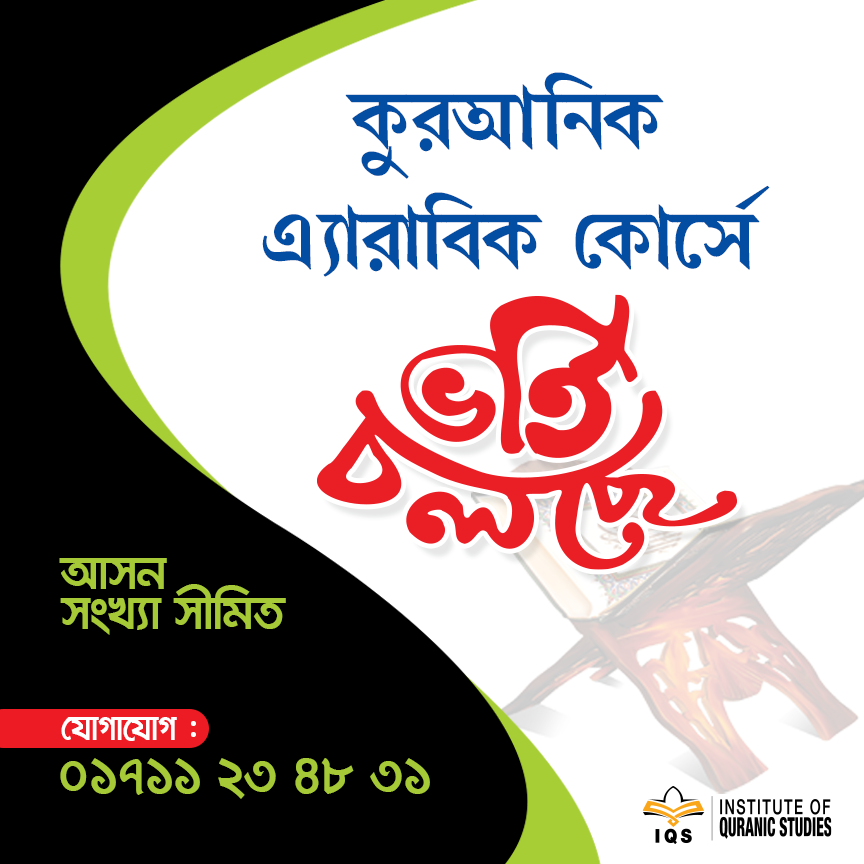 কুরআনিক
এ্যারাবিক কোর্সে
ভর্তি
চলছে
আসন
সংখ্যা সীমিত
যোগাযোগ :
০১৭১১ ২৩ ৪৮ ৩১
IQS
INSTITUTE OF
QURANIC STUDIES